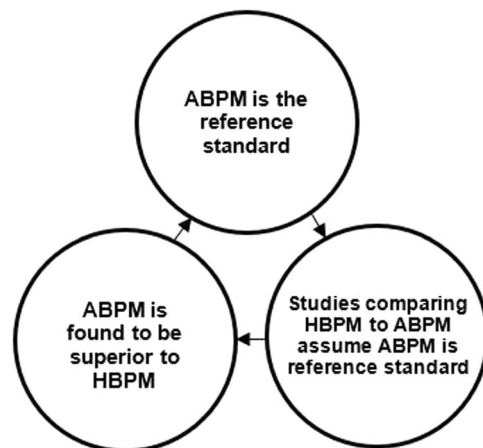 ABPM is the
reference
standard
Studies comparing
HBPM to ABPM
assume ABPM is
reference standard
ABPM is
found to be
superior to
HBPM